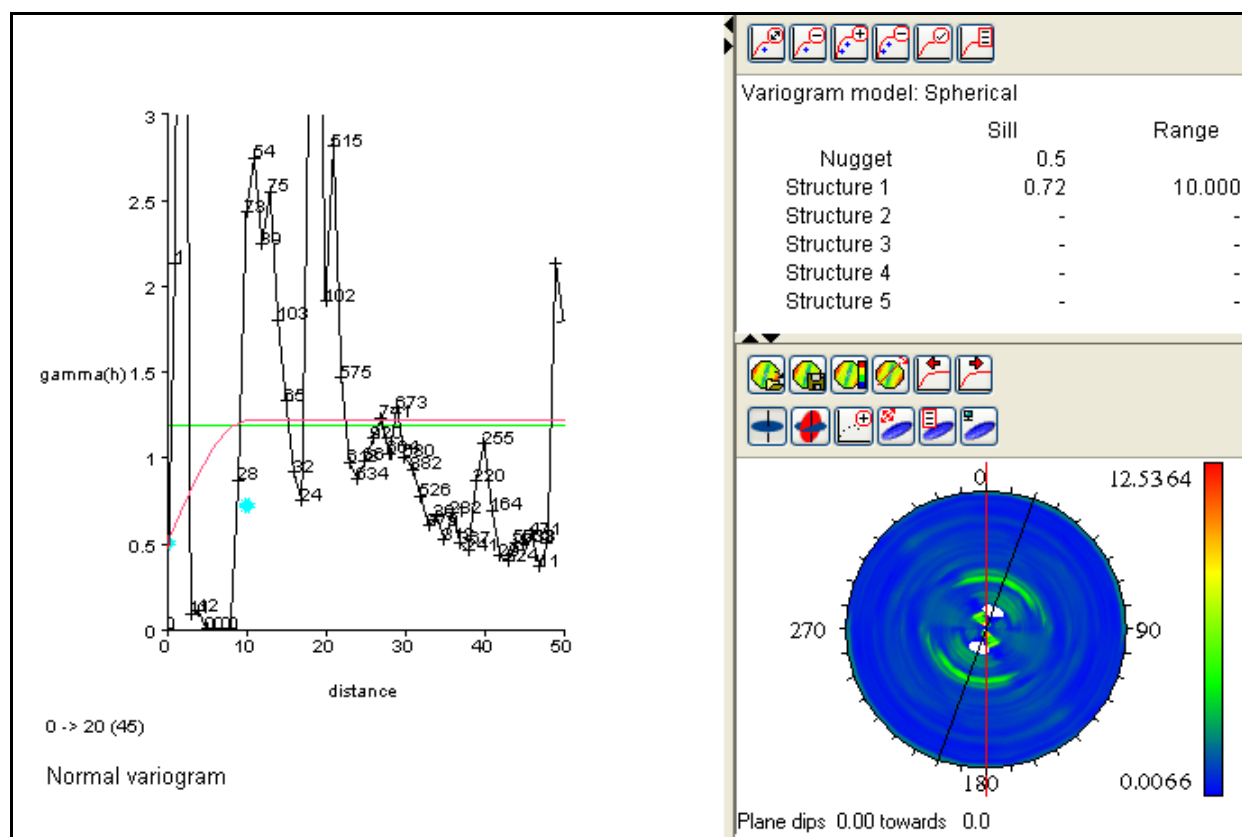 Variogram model: Spherical
Sill Range
Nugget 0.5
Structure 1 0.72 10.000
Structure 2 - -
Structure 3 - -
Structure 4 - -
Structure 5 - -
3
2.5
2
1.5
1
0.5
0
gamma(h)
54
75
73
39
515
1
103
102
575
65
673
255
32
24
28
634
220
526
164
0 10 20 30 40 50
distance
0 -> 20 (45)
Normal variogram
0
12.5364
270
90
180
0.0066
Plane dips 0.00 towards 0.0